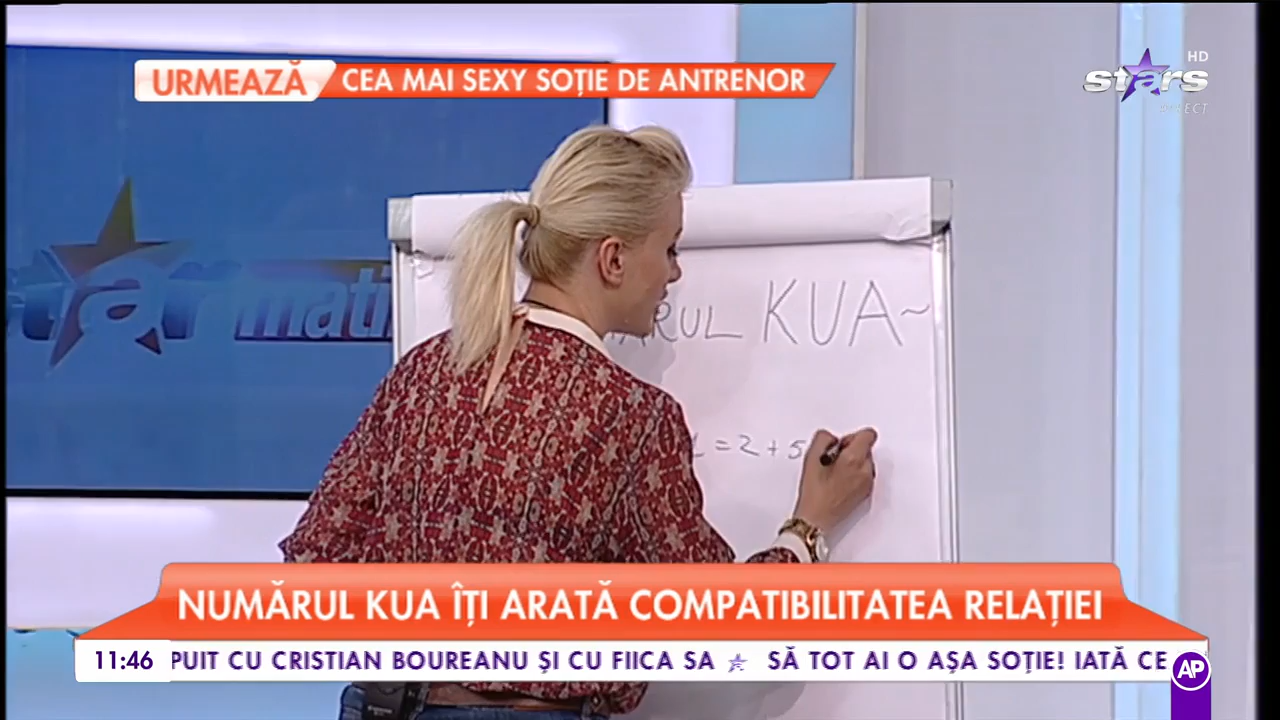 URMEAZĂ CEA MAI SEXY SOȚIE DE ANTRENOR
HD
stars
DIRECT
KUA~
= 2 + 5
NUMĂRUL KUA ÎȚI ARATĂ COMPATIBILITATEA RELAȚIEI
11:46 PUIT CU CRISTIAN BOUREANU ȘI CU FIICA SA SĂ TOT AI O AȘA SOȚIE! IATĂ CE
AP